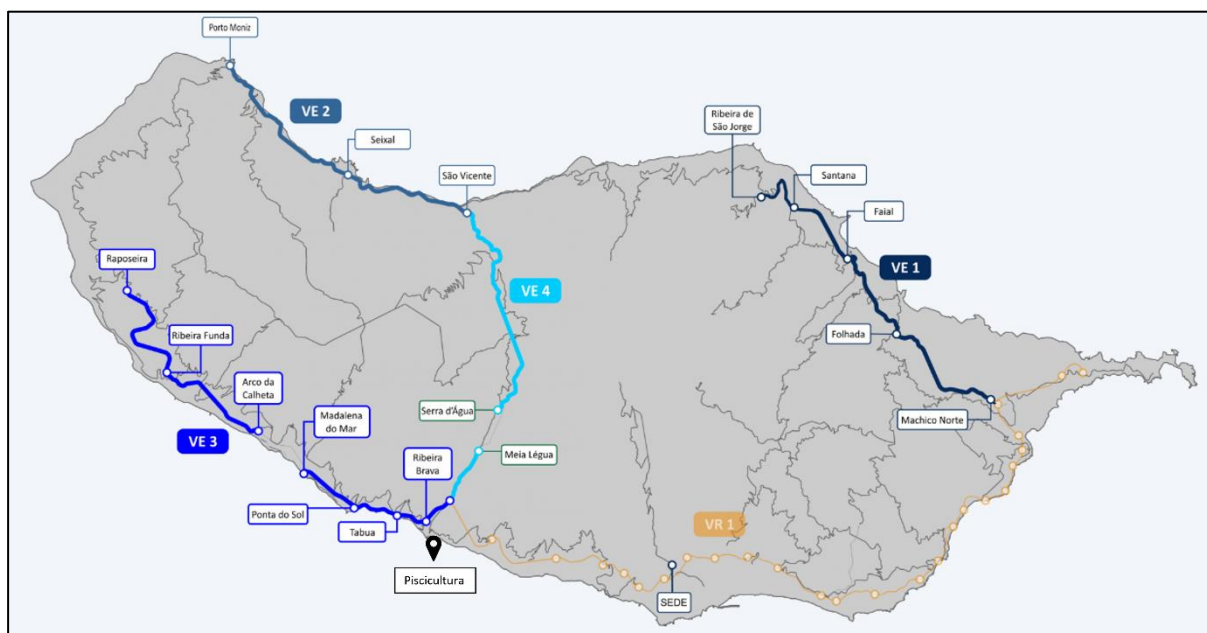 Porto Moniz
VE 2
Seixal
São Vicente
Ribeira de
São Jorge
Santana
Faial
VE 1
Folhada
Machico Norte
VE 4
Raposeira
Ribeira Funda
Arco da
Calheta
VE 3
Madalena
do Mar
Serra d'Água
Meia Légua
Ribeira
Brava
Ponta do Sol
Tabua
Piscicultura
VR 1
SEDE